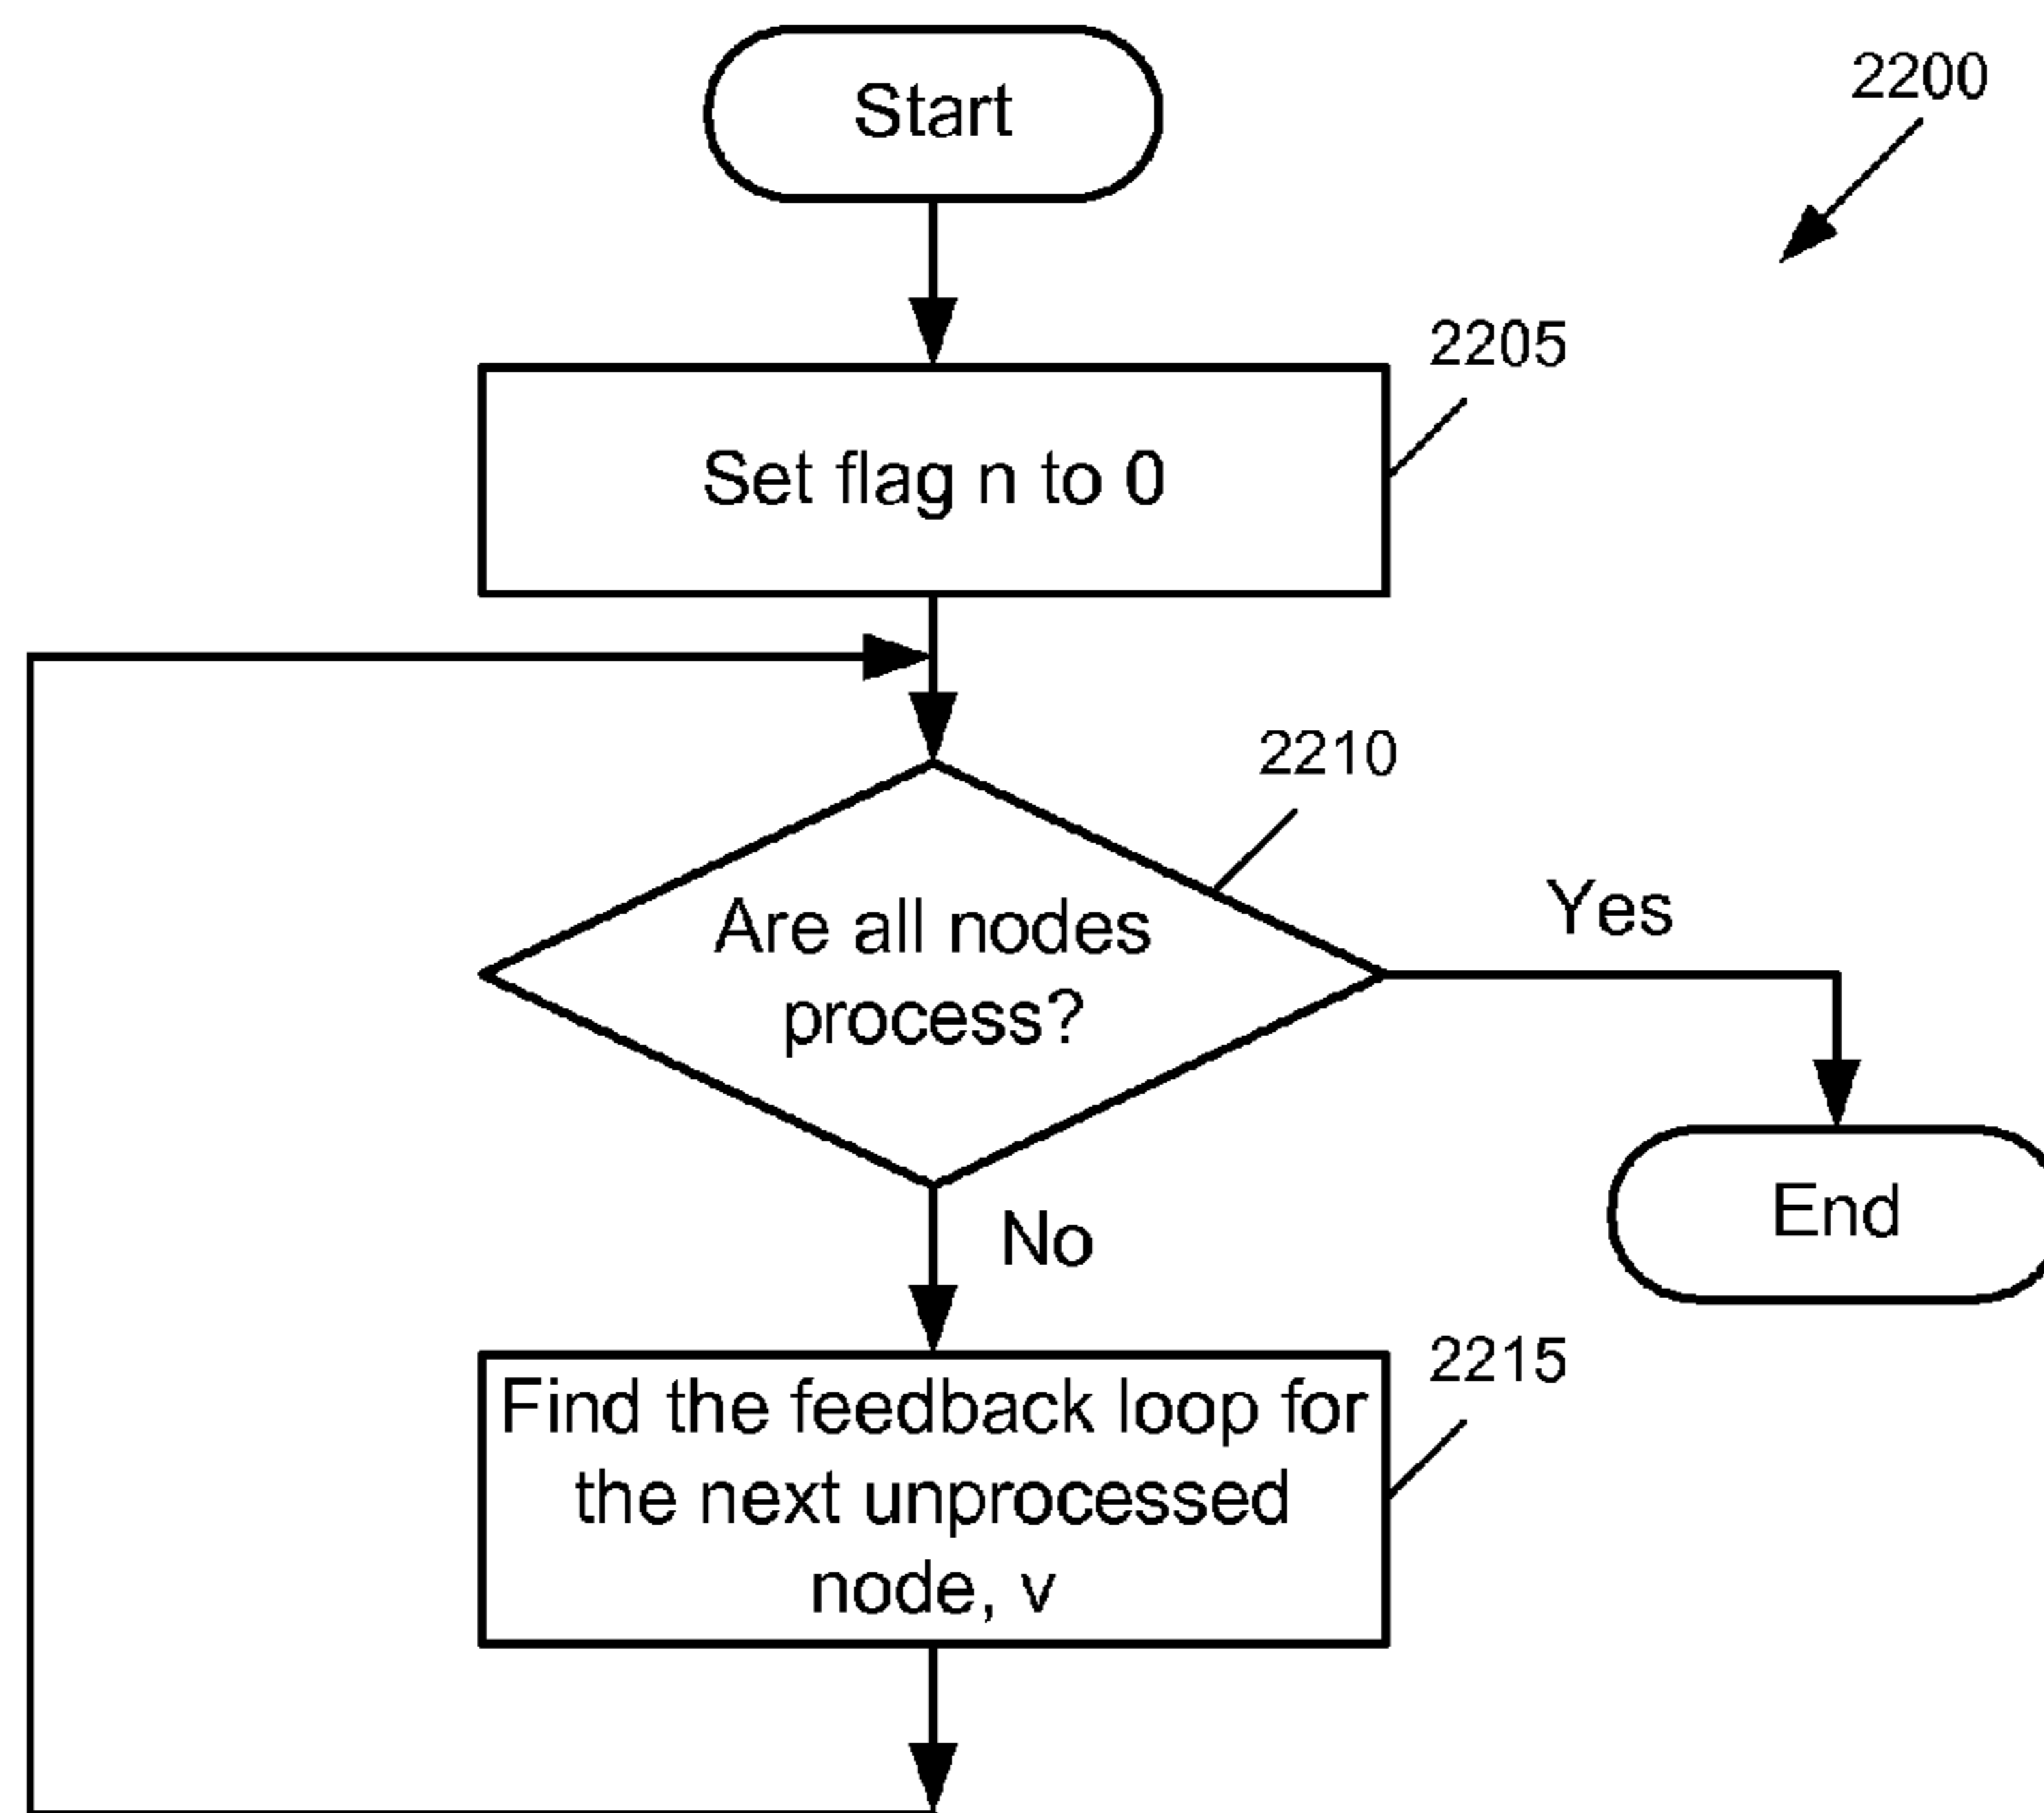 Start
2200
2205
Set flag n to 0
2210
Are all nodes
process?
Yes
No
End
2215
Find the feedback loop for
the next unprocessed
node, v